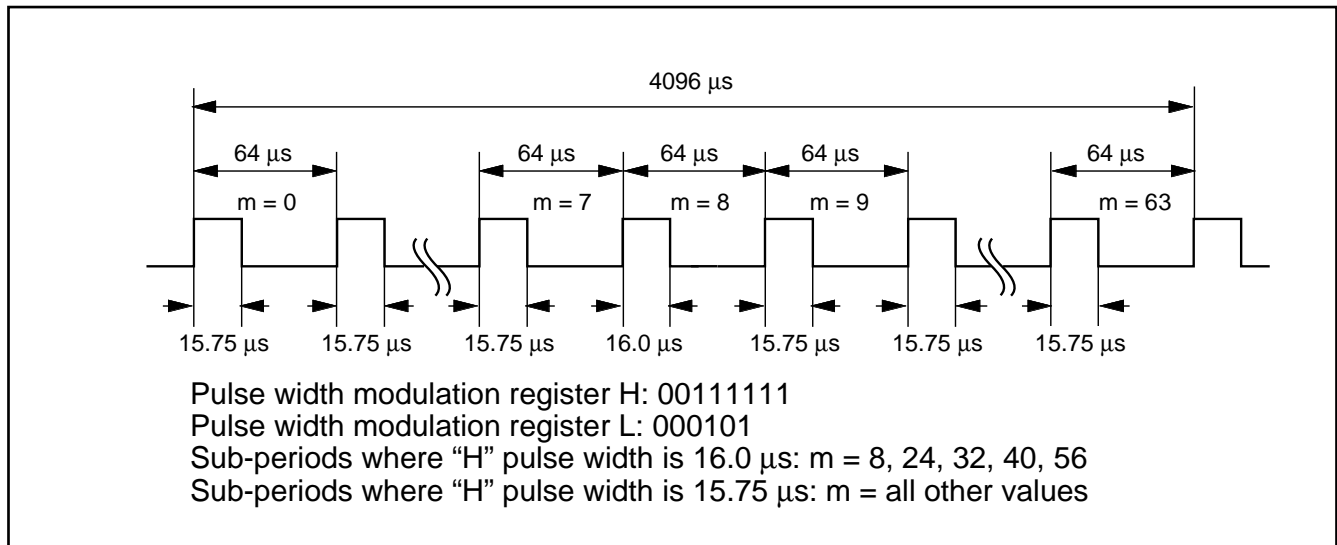 4096 μs
64 μs 64 μs 64 μs 64 μs 64 μs
m = 0 m = 7 m = 8 m = 9 m = 63
15.75 μs 15.75 μs 15.75 μs 16.0 μs 15.75 μs 15.75 μs 15.75 μs
Pulse width modulation register H: 00111111
Pulse width modulation register L: 000101
Sub-periods where “H” pulse width is 16.0 μs: m = 8, 24, 32, 40, 56
Sub-periods where “H” pulse width is 15.75 μs: m = all other values